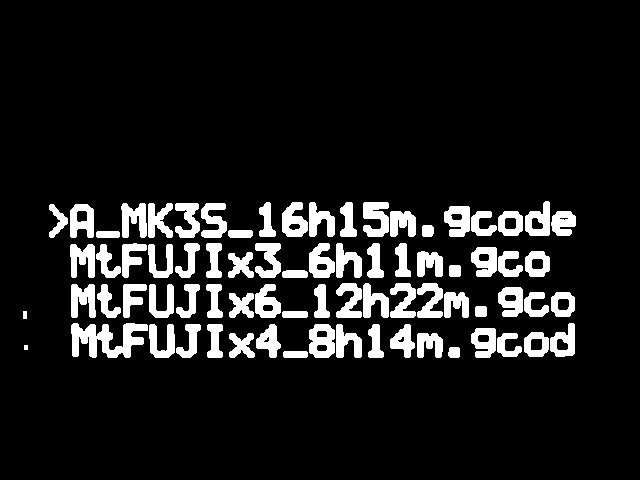 >A_MK3S_16h15m.gcode
MtFUJIx3_6h11m.gco
MtFUJIx6_12h22m.gco
MtFUJIx4_8h14m.gcod